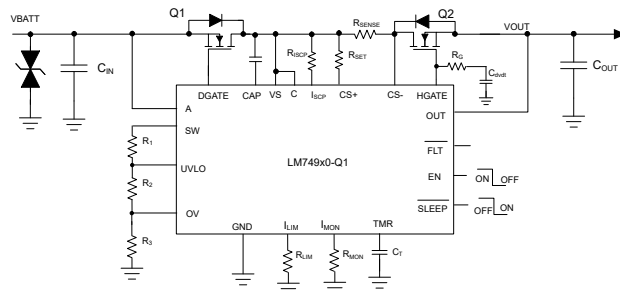 VBATT
Q1
RSENSE
Q2
VOUT
CIN
RISCP
RSET
RG
Cdvdt
COUT
DGATE
CAP
VS
C
ISCP
CS+
CS-
HGATE
A
OUT
SW
R1
FLT
UVLO
LM749x0-Q1
R2
EN
ON
OFF
OV
SLEEP
OFF
ON
R3
GND
ILIM
IMON
TMR
RLIM
RMON
CT